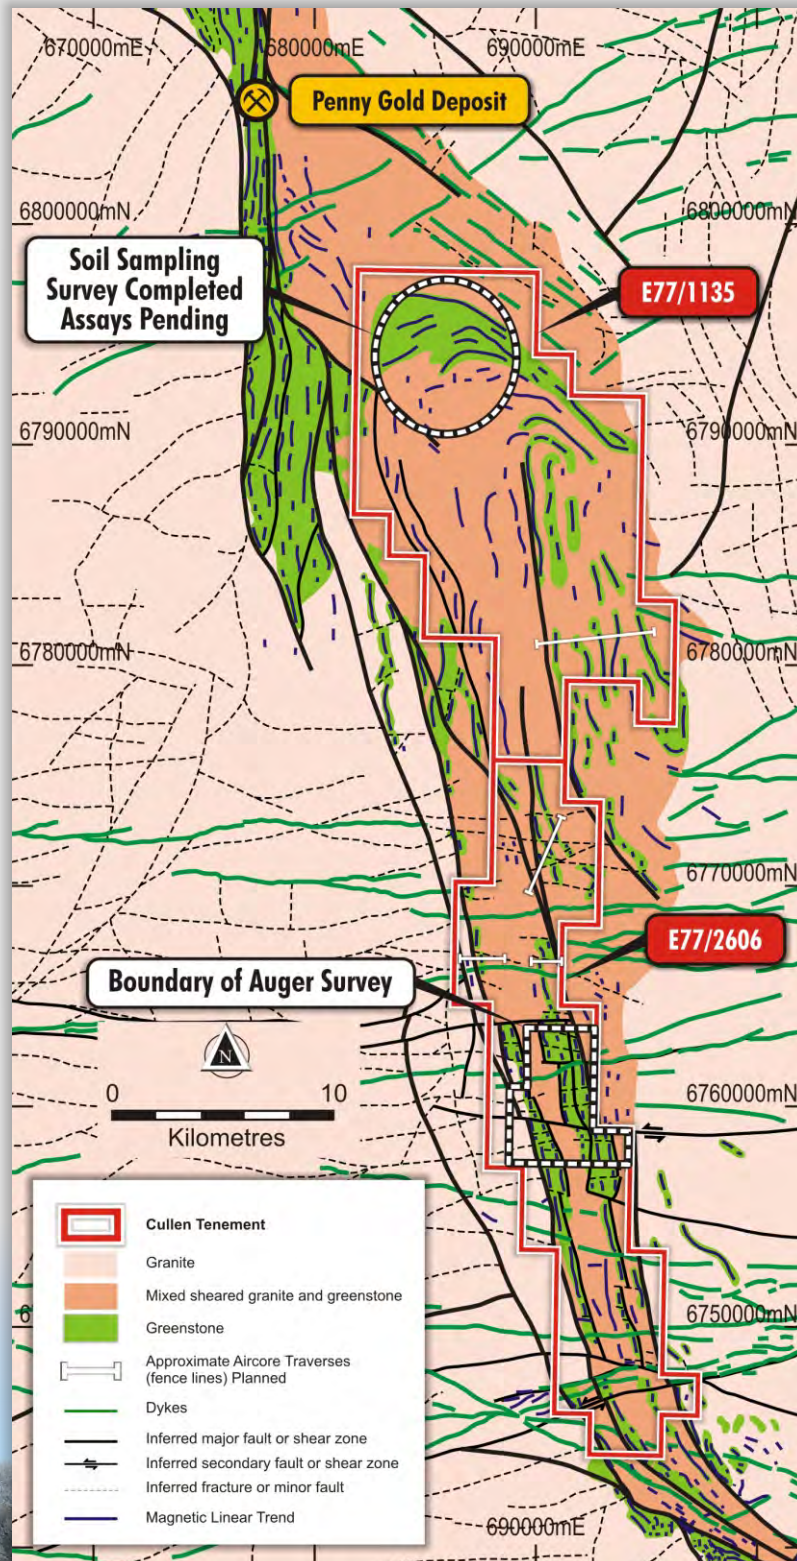 670000mE
680000mE
690000mE
Penny Gold Deposit
6800000mN
6800000mN
Soil Sampling
Survey Completed
Assays Pending
E77/1135
6790000mN
6790000mN
6780000mN
6780000mN
6770000mN
E77/2606
Boundary of Auger Survey
N
0
10
Kilometres
6760000mN
Cullen Tenement
Granite
Mixed sheared granite and greenstone
Greenstone
Approximate Aircore Traverses
(fence lines) Planned
Dykes
Inferred major fault or shear zone
Inferred secondary fault or shear zone
Inferred fracture or minor fault
Magnetic Linear Trend
6750000mN
690000mE